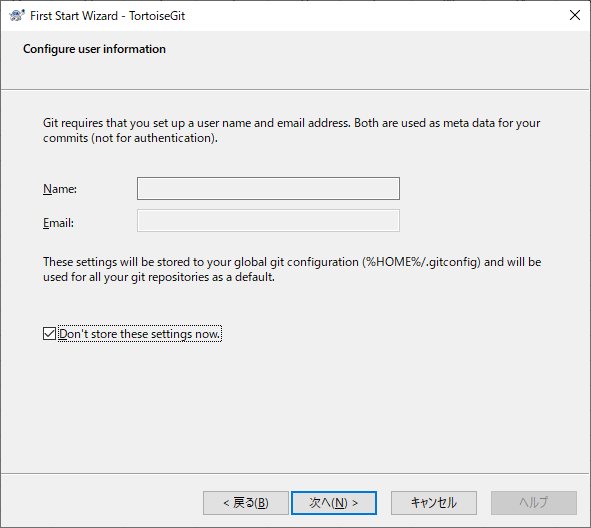 First Start Wizard - TortoiseGit
Configure user information
Git requires that you set up a user name and email address. Both are used as meta data for your
commits (not for authentication).
Name:
Email:
These settings will be stored to your global git configuration (%HOME%/.gitconfig) and will be
used for all your git repositories as a default.
Don't store these settings now.
< 戻る(B) 次へ(N) > キャンセル ヘルプ